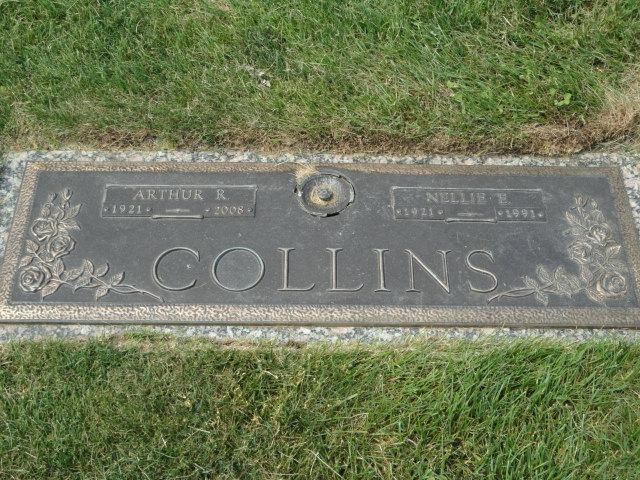 ARTHUR R.
1921 2008
NELLIE E.
1921 1991
COLLINS